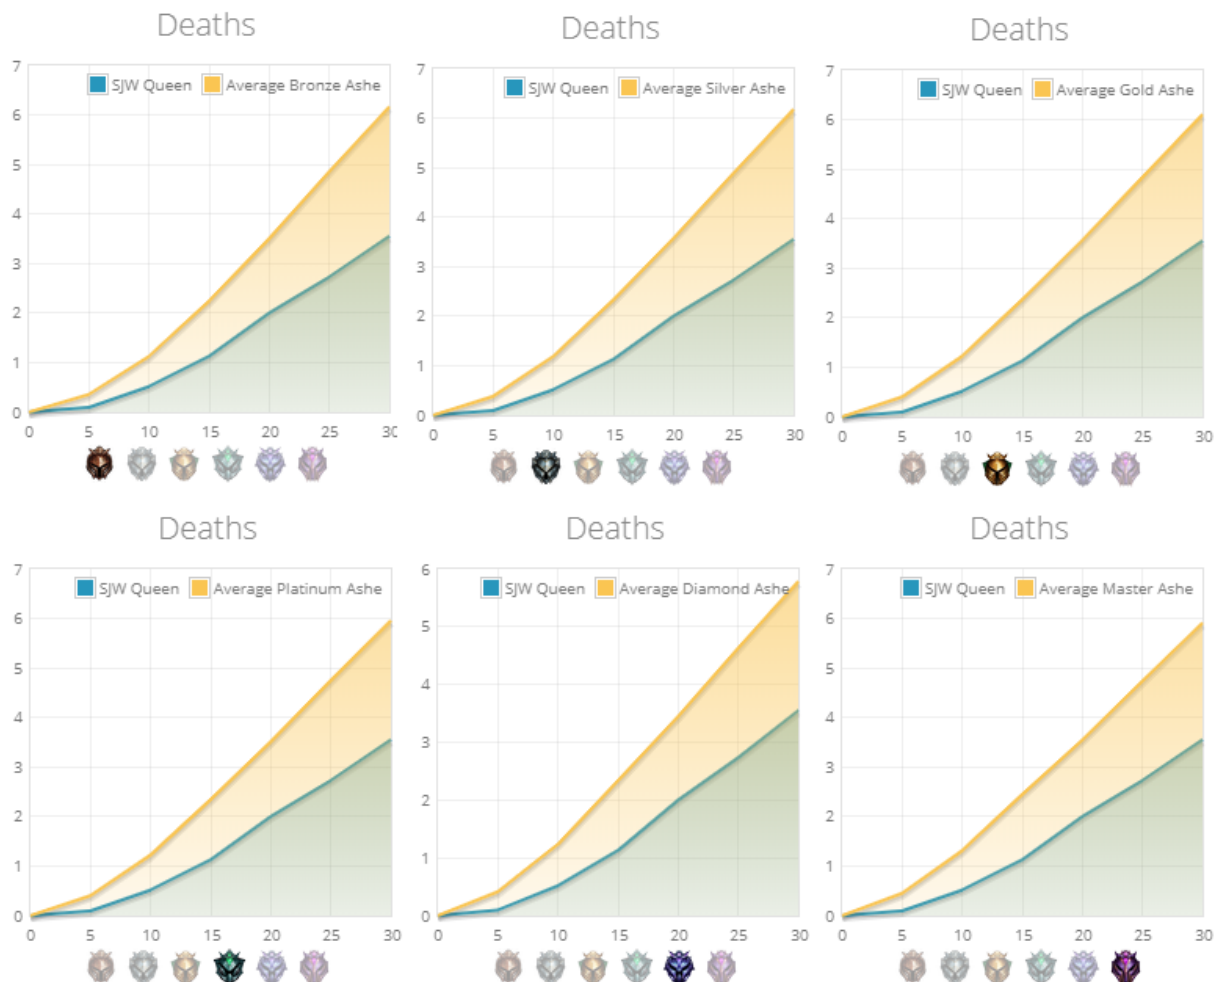 Deaths
SJW Queen Average Bronze Ashe
7
6
5
4
3
2
1
0
0 5 10 15 20 25 30
Deaths
SJW Queen Average Silver Ashe
7
6
5
4
3
2
1
0
0 5 10 15 20 25 30
Deaths
SJW Queen Average Gold Ashe
7
6
5
4
3
2
1
0
0 5 10 15 20 25 30
Deaths
SJW Queen Average Platinum Ashe
7
6
5
4
3
2
1
0
0 5 10 15 20 25 30
Deaths
SJW Queen Average Diamond Ashe
6
5
4
3
2
1
0
0 5 10 15 20 25 30
Deaths
SJW Queen Average Master Ashe
7
6
5
4
3
2
1
0
0 5 10 15 20 25 30